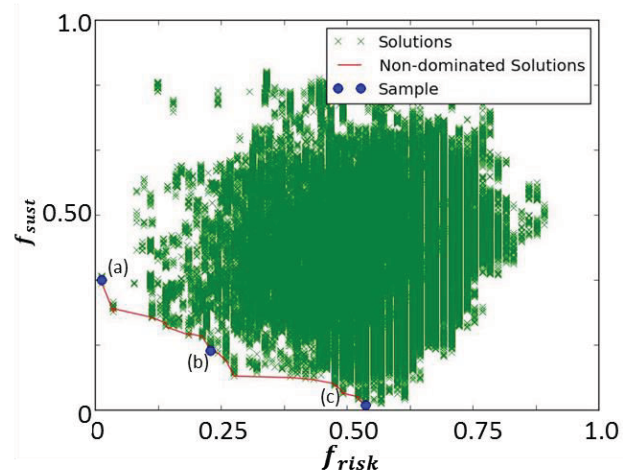 1.0
Solutions
Non-dominated Solutions
Sample
0.50
f_sust
(a)
(b)
(c)
0
0 0.25 0.50 0.75 1.0
f_risk